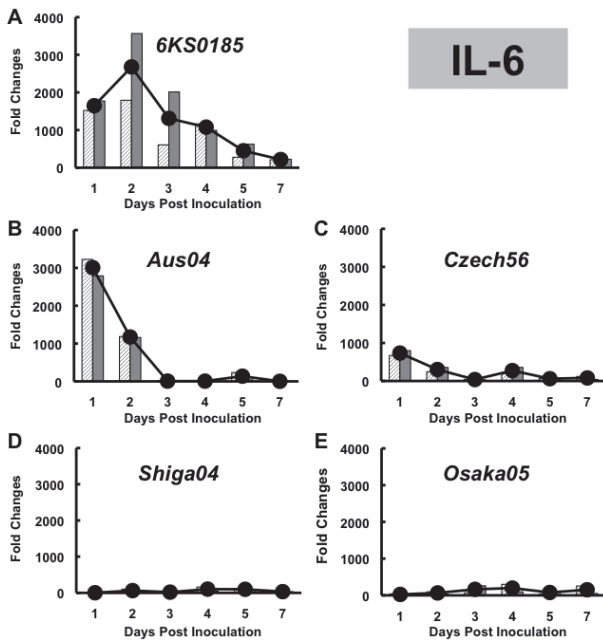 A
6KS0185
IL-6
Fold Changes
4000
3000
2000
1000
0
1 2 3 4 5 7
Days Post Inoculation
B
Aus04
Fold Changes
4000
3000
2000
1000
0
1 2 3 4 5 7
Days Post Inoculation
C
Czech56
Fold Changes
4000
3000
2000
1000
0
1 2 3 4 5 7
Days Post Inoculation
D
Shiga04
Fold Changes
4000
3000
2000
1000
0
1 2 3 4 5 7
Days Post Inoculation
E
Osaka05
Fold Changes
4000
3000
2000
1000
0
1 2 3 4 5 7
Days Post Inoculation